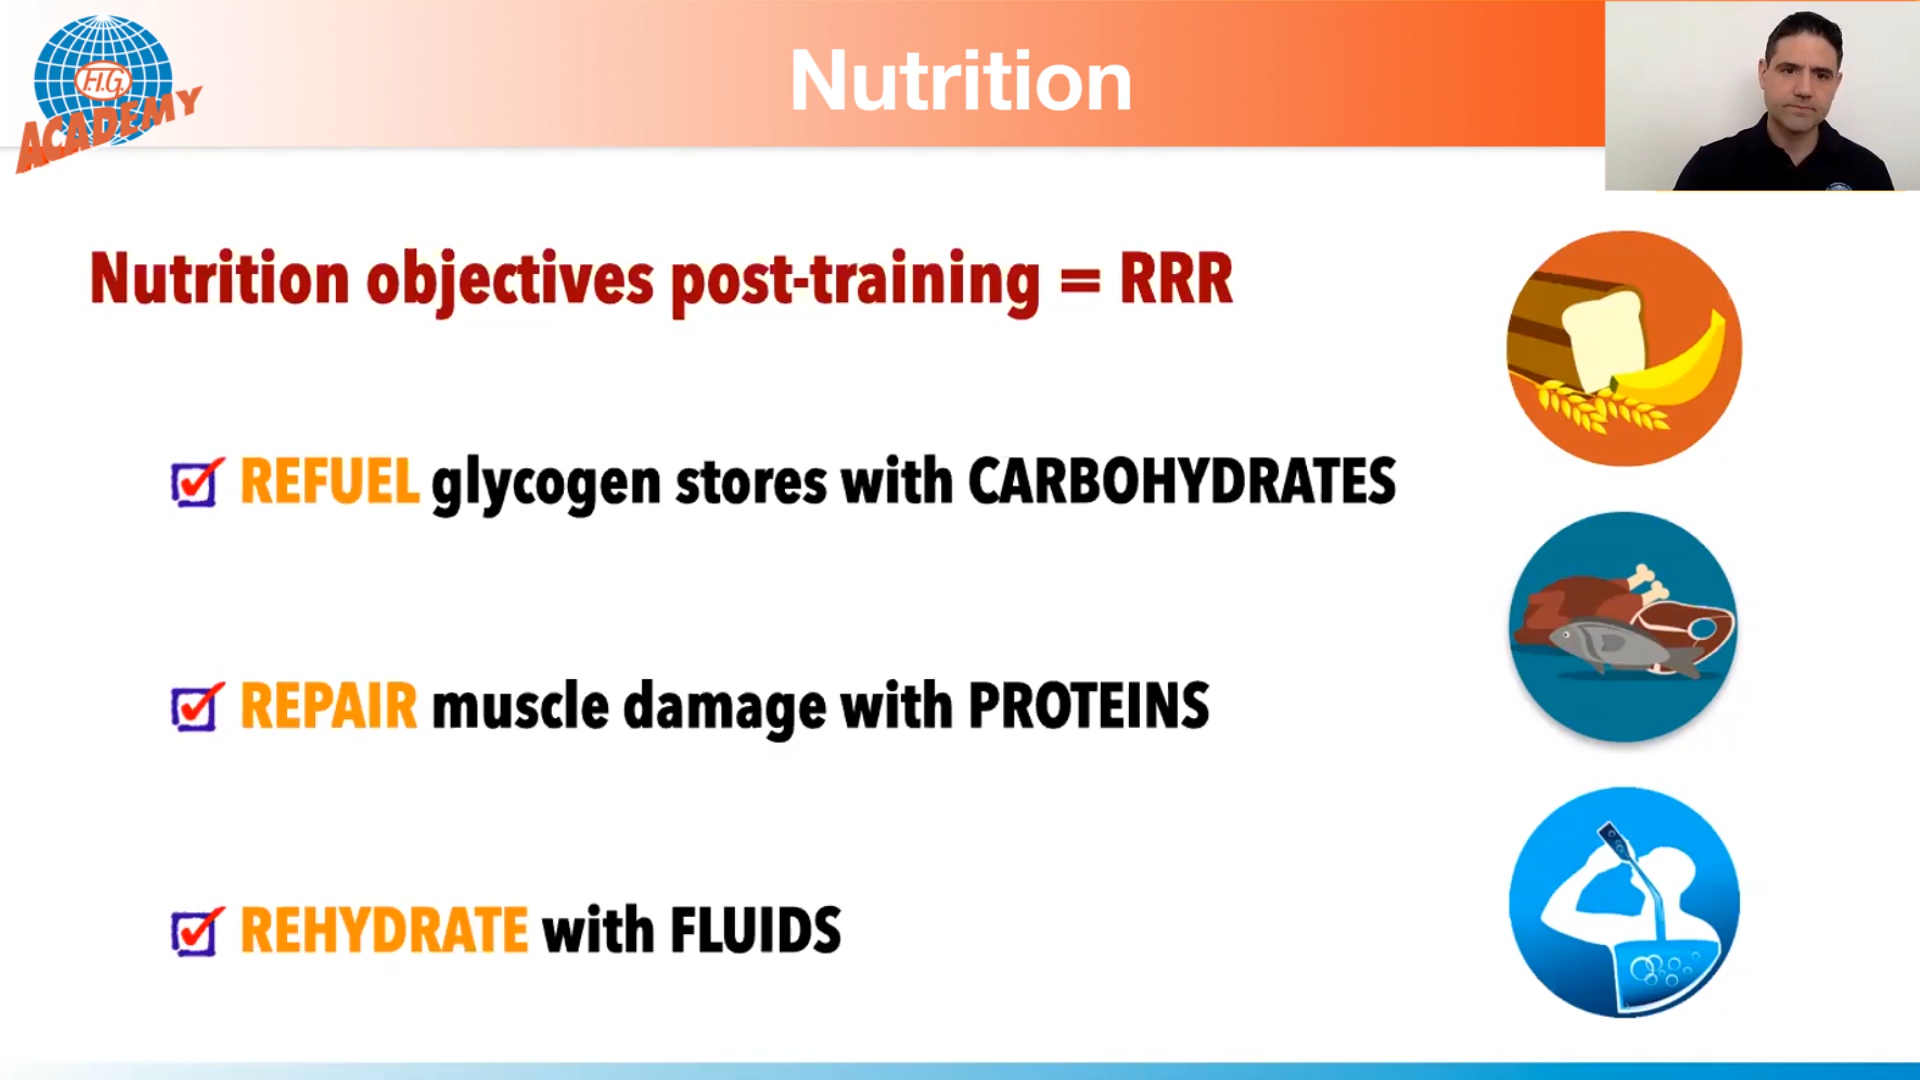 F.I.G.
ACADEMY
Nutrition
Nutrition objectives post-training = RRR
REFUEL glycogen stores with CARBOHYDRATES
REPAIR muscle damage with PROTEINS
REHYDRATE with FLUIDS